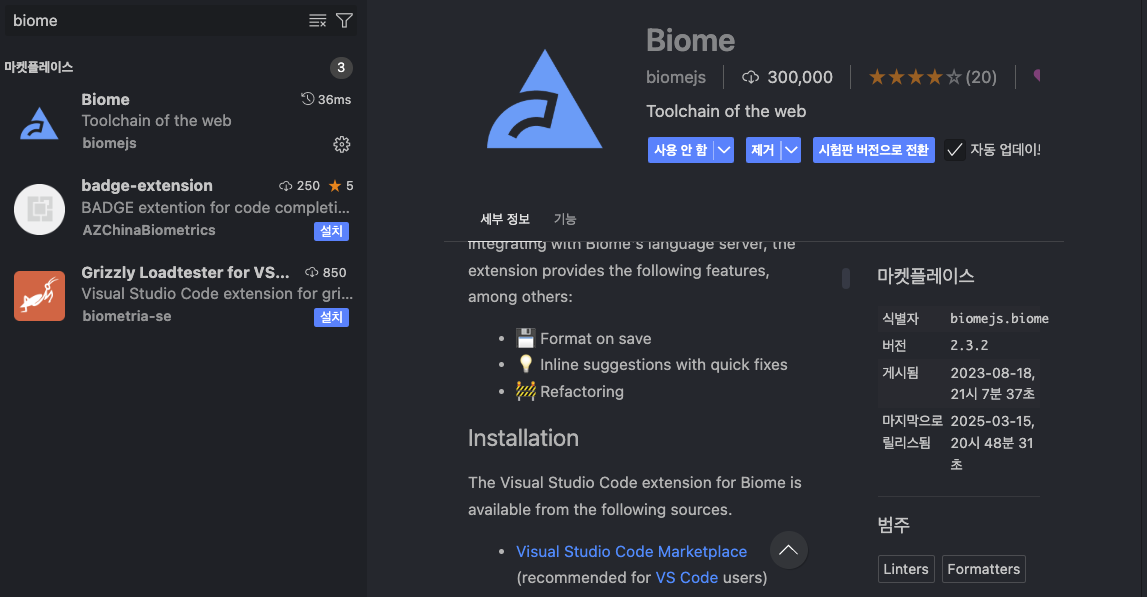 biome
마켓플레이스
3
Biome
36ms
Toolchain of the web
biomejs
badge-extension
250
5
BADGE extention for code completi...
AZChinaBiometrics
설치
Grizzly Loadtester for VS...
850
Visual Studio Code extension for gri...
biometria-se
설치
Biome
biomejs
300,000
(20)
Toolchain of the web
사용 안 함
제거
시험판 버전으로 전환
자동 업데이!
세부 정보
기능
integrating with Biome's language server, the
extension provides the following features,
among others:
• 💾 Format on save
• 💡 Inline suggestions with quick fixes
• 🚧 Refactoring
Installation
The Visual Studio Code extension for Biome is
available from the following sources.
• Visual Studio Code Marketplace
(recommended for VS Code users)
마켓플레이스
식별자 biomejs.biome
버전 2.3.2
게시됨 2023-08-18,
21시 7분 37초
마지막으로 2025-03-15,
릴리스됨 20시 48분 31
초
범주
Linters
Formatters